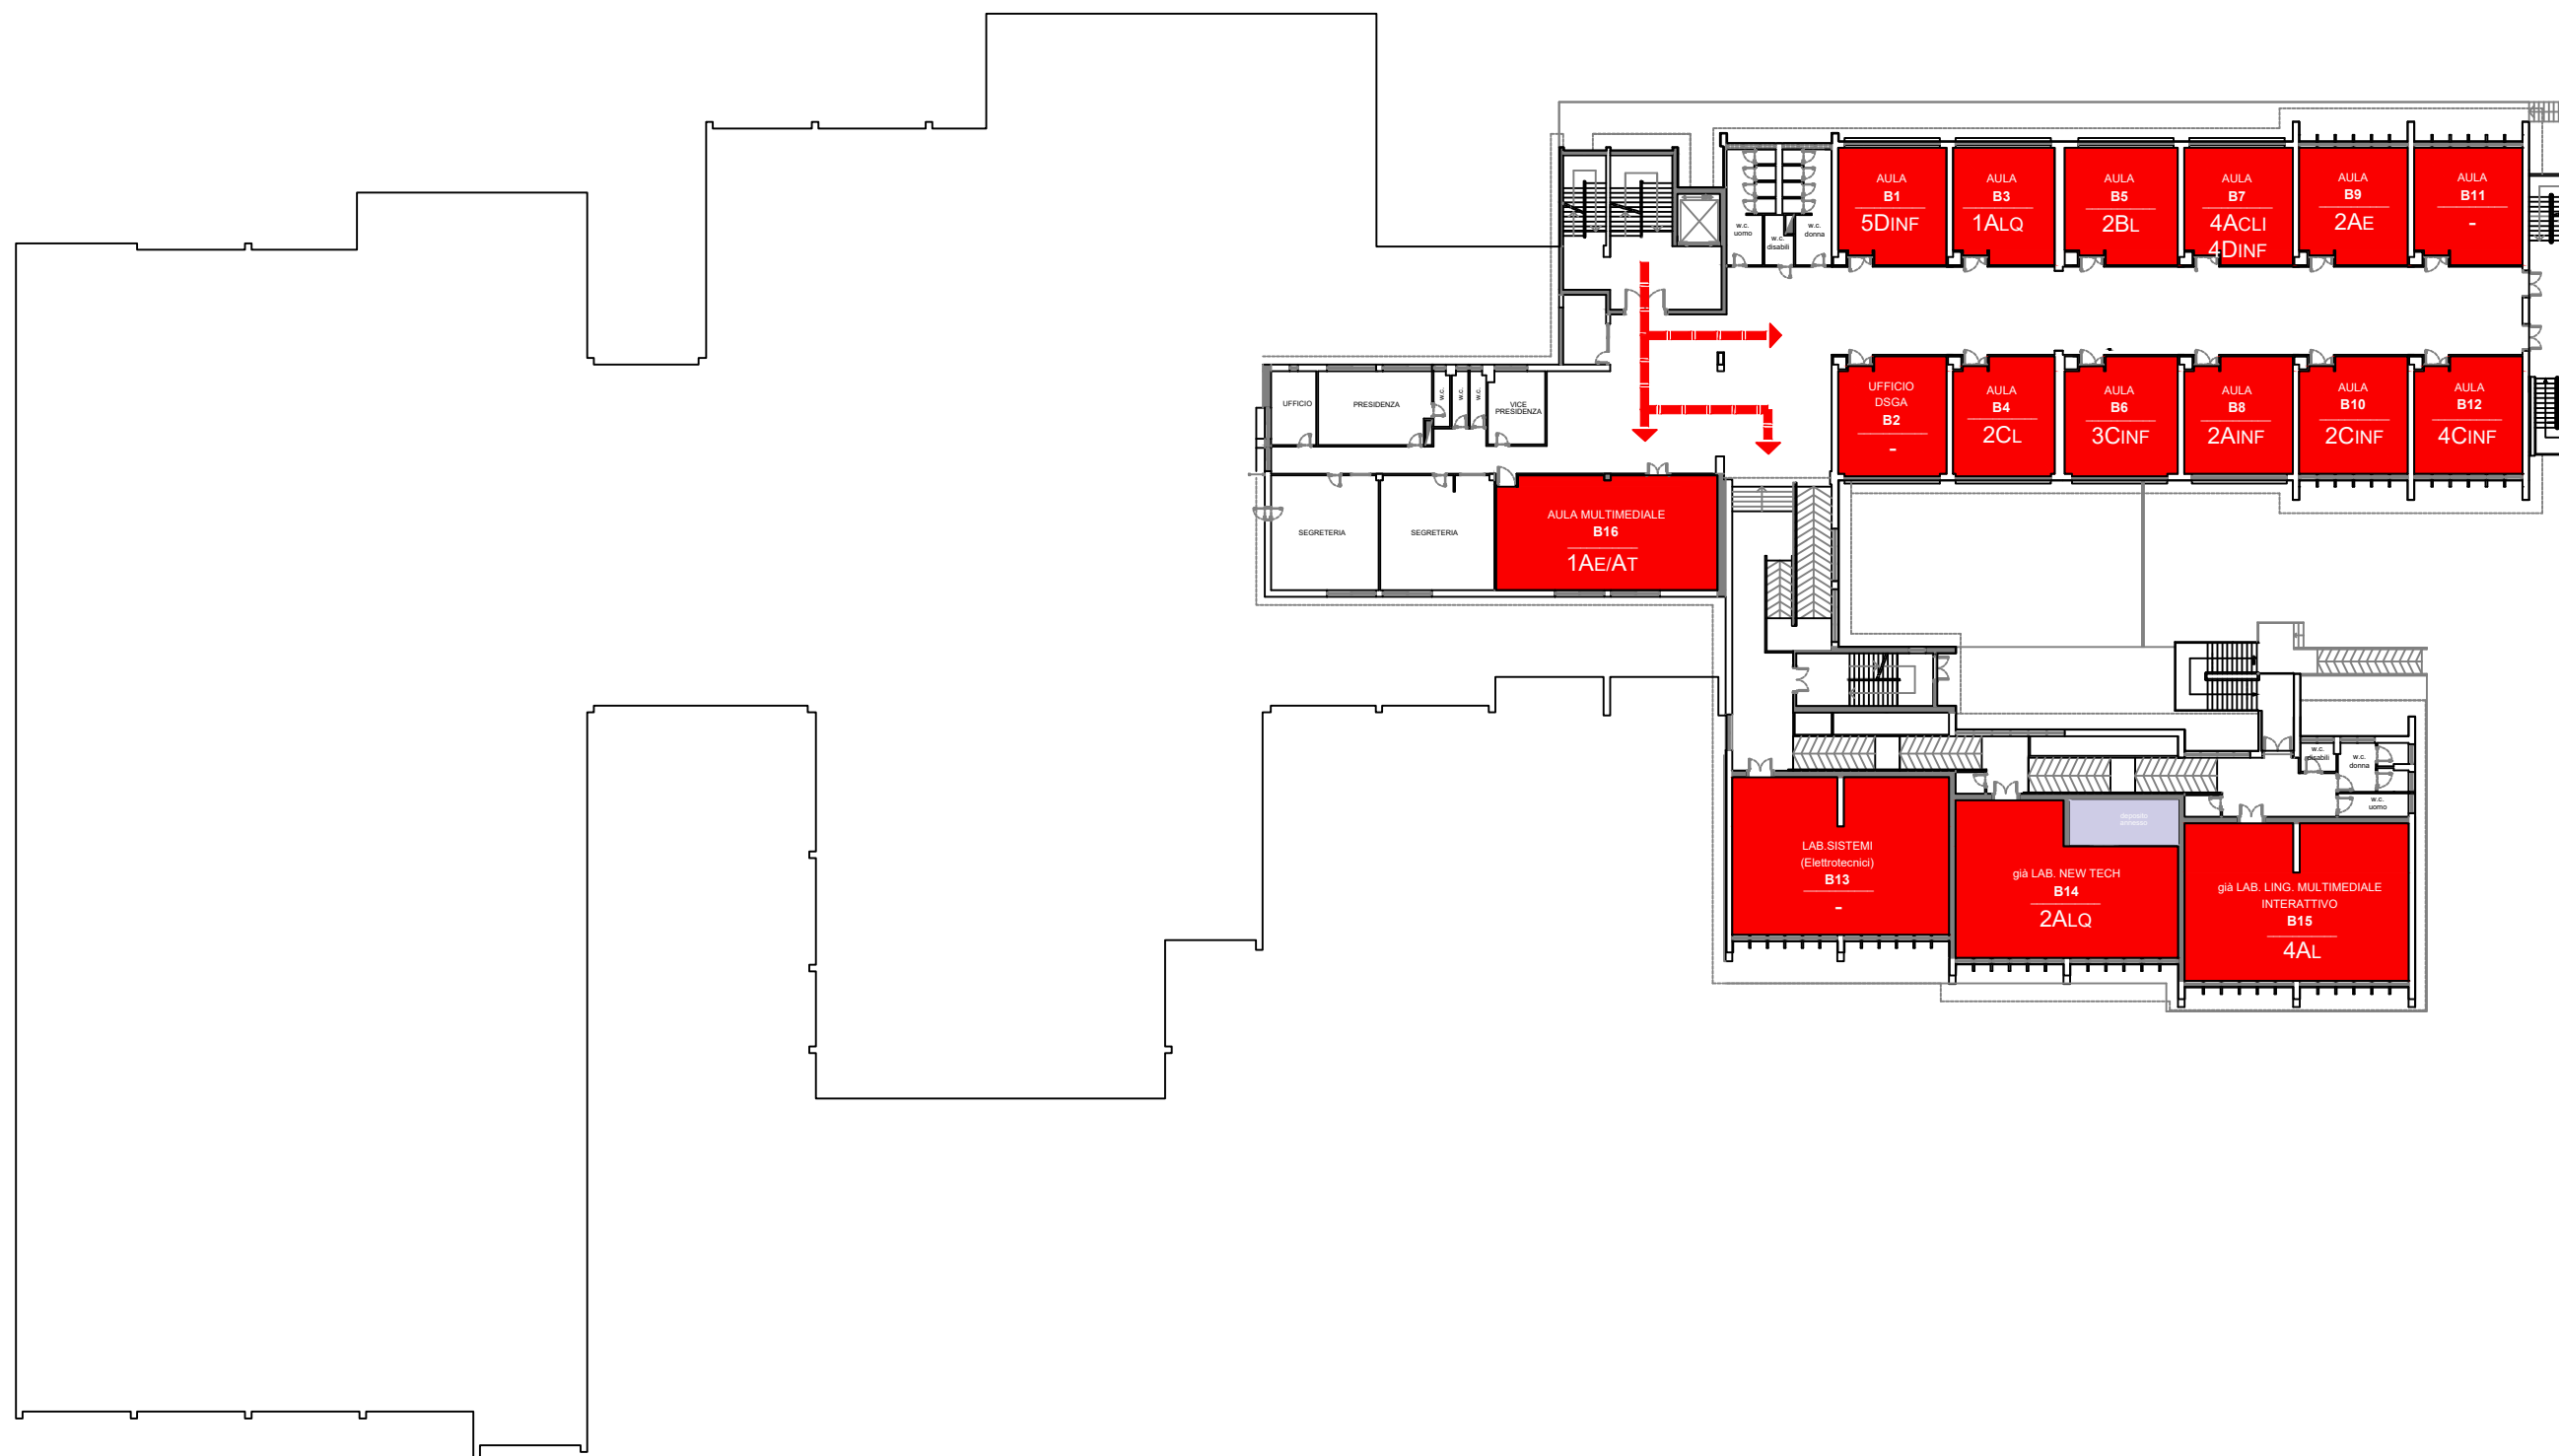 AULA
B1
5DINF
AULA
B3
1ALQ
AULA
B5
2BL
AULA
B7
4ACLI
4DINF
AULA
B9
2AE
AULA
B11
-
w.c.
uomo
w.c.
disabili
w.c.
donna
UFFICIO
PRESIDENZA
w.c.
w.c.
w.c.
VICE
PRESIDENZA
UFFICIO
DSGA
B2
-
AULA
B4
2CL
AULA
B6
3CINF
AULA
B8
2AINF
AULA
B10
2CINF
AULA
B12
4CINF
SEGRETERIA
SEGRETERIA
AULA MULTIMEDIALE
B16
1AE/AT
w.c.
disabili
w.c.
donna
w.c.
uomo
deposito
annesso
LAB.SISTEMI
(Elettrotecnici)
B13
-
già LAB. NEW TECH
B14
2ALQ
già LAB. LING. MULTIMEDIALE
INTERATTIVO
B15
4AL